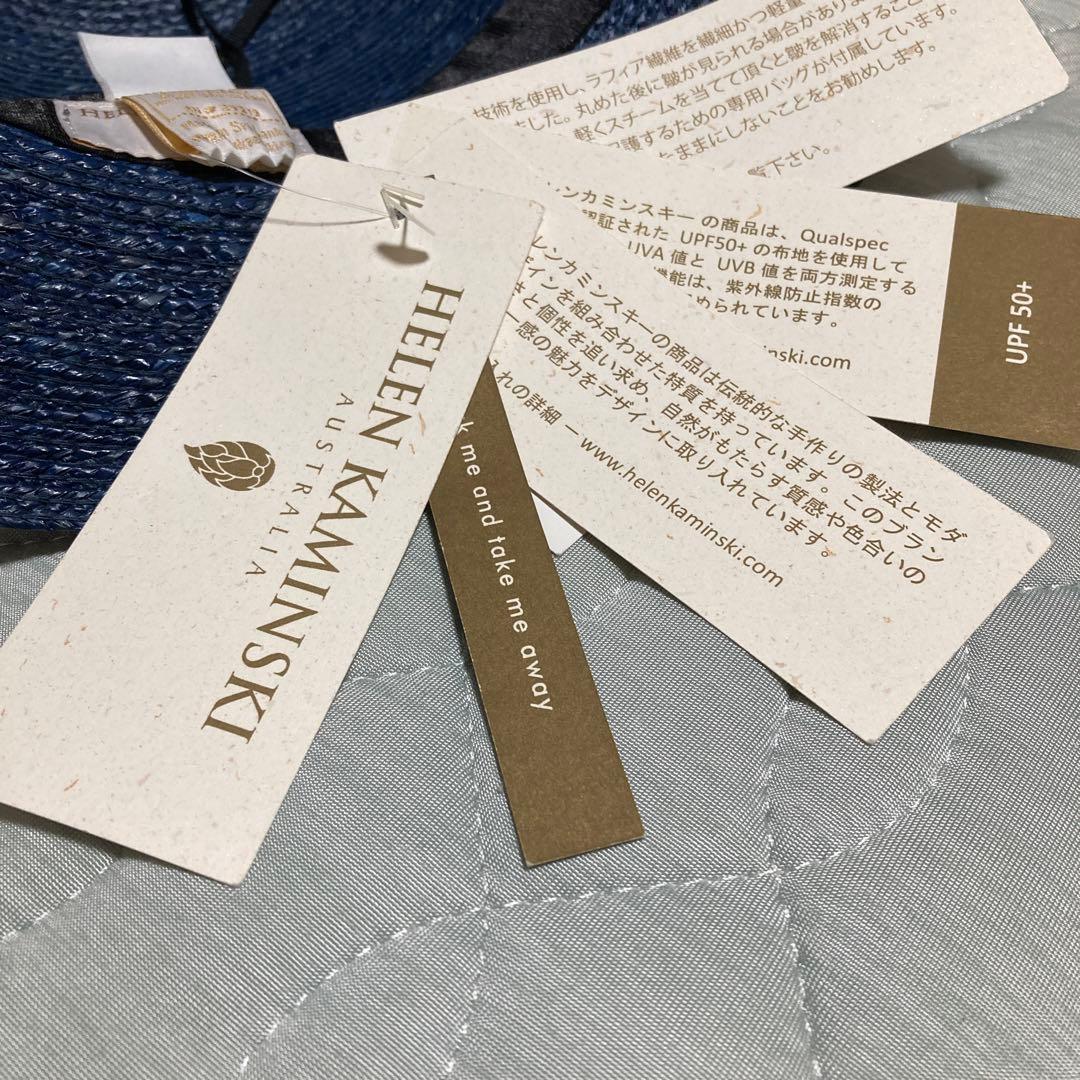 HELEN KAMINSKI
AUSTRALIA
me and take me away
技術を使用し、ラフィア繊維を繊細かつ軽量
ました。丸めた後に皺が見られる場合があります
軽くスチームを当てて頂くと皺を解消すること
護するための専用バッグが付属しています。
たままにしないことをお勧めします。
下さい。
レンカミンスキー の商品は、Qualspec
認証された UPF50+ の布地を使用して
UVA 値と UVB 値を両方測定する
機能は、紫外線防止指数の
められています。
minski.com
UPF 50+
レンカミンスキーの商品は伝統的な手作りの製法とモダ
インを組み合わせた特質を持っています。このブラン
さと個性を追い求め、自然がもたらす質感や色合いの
感の魅力をデザインに取り入れています。
れの詳細 – www.helenkaminski.com